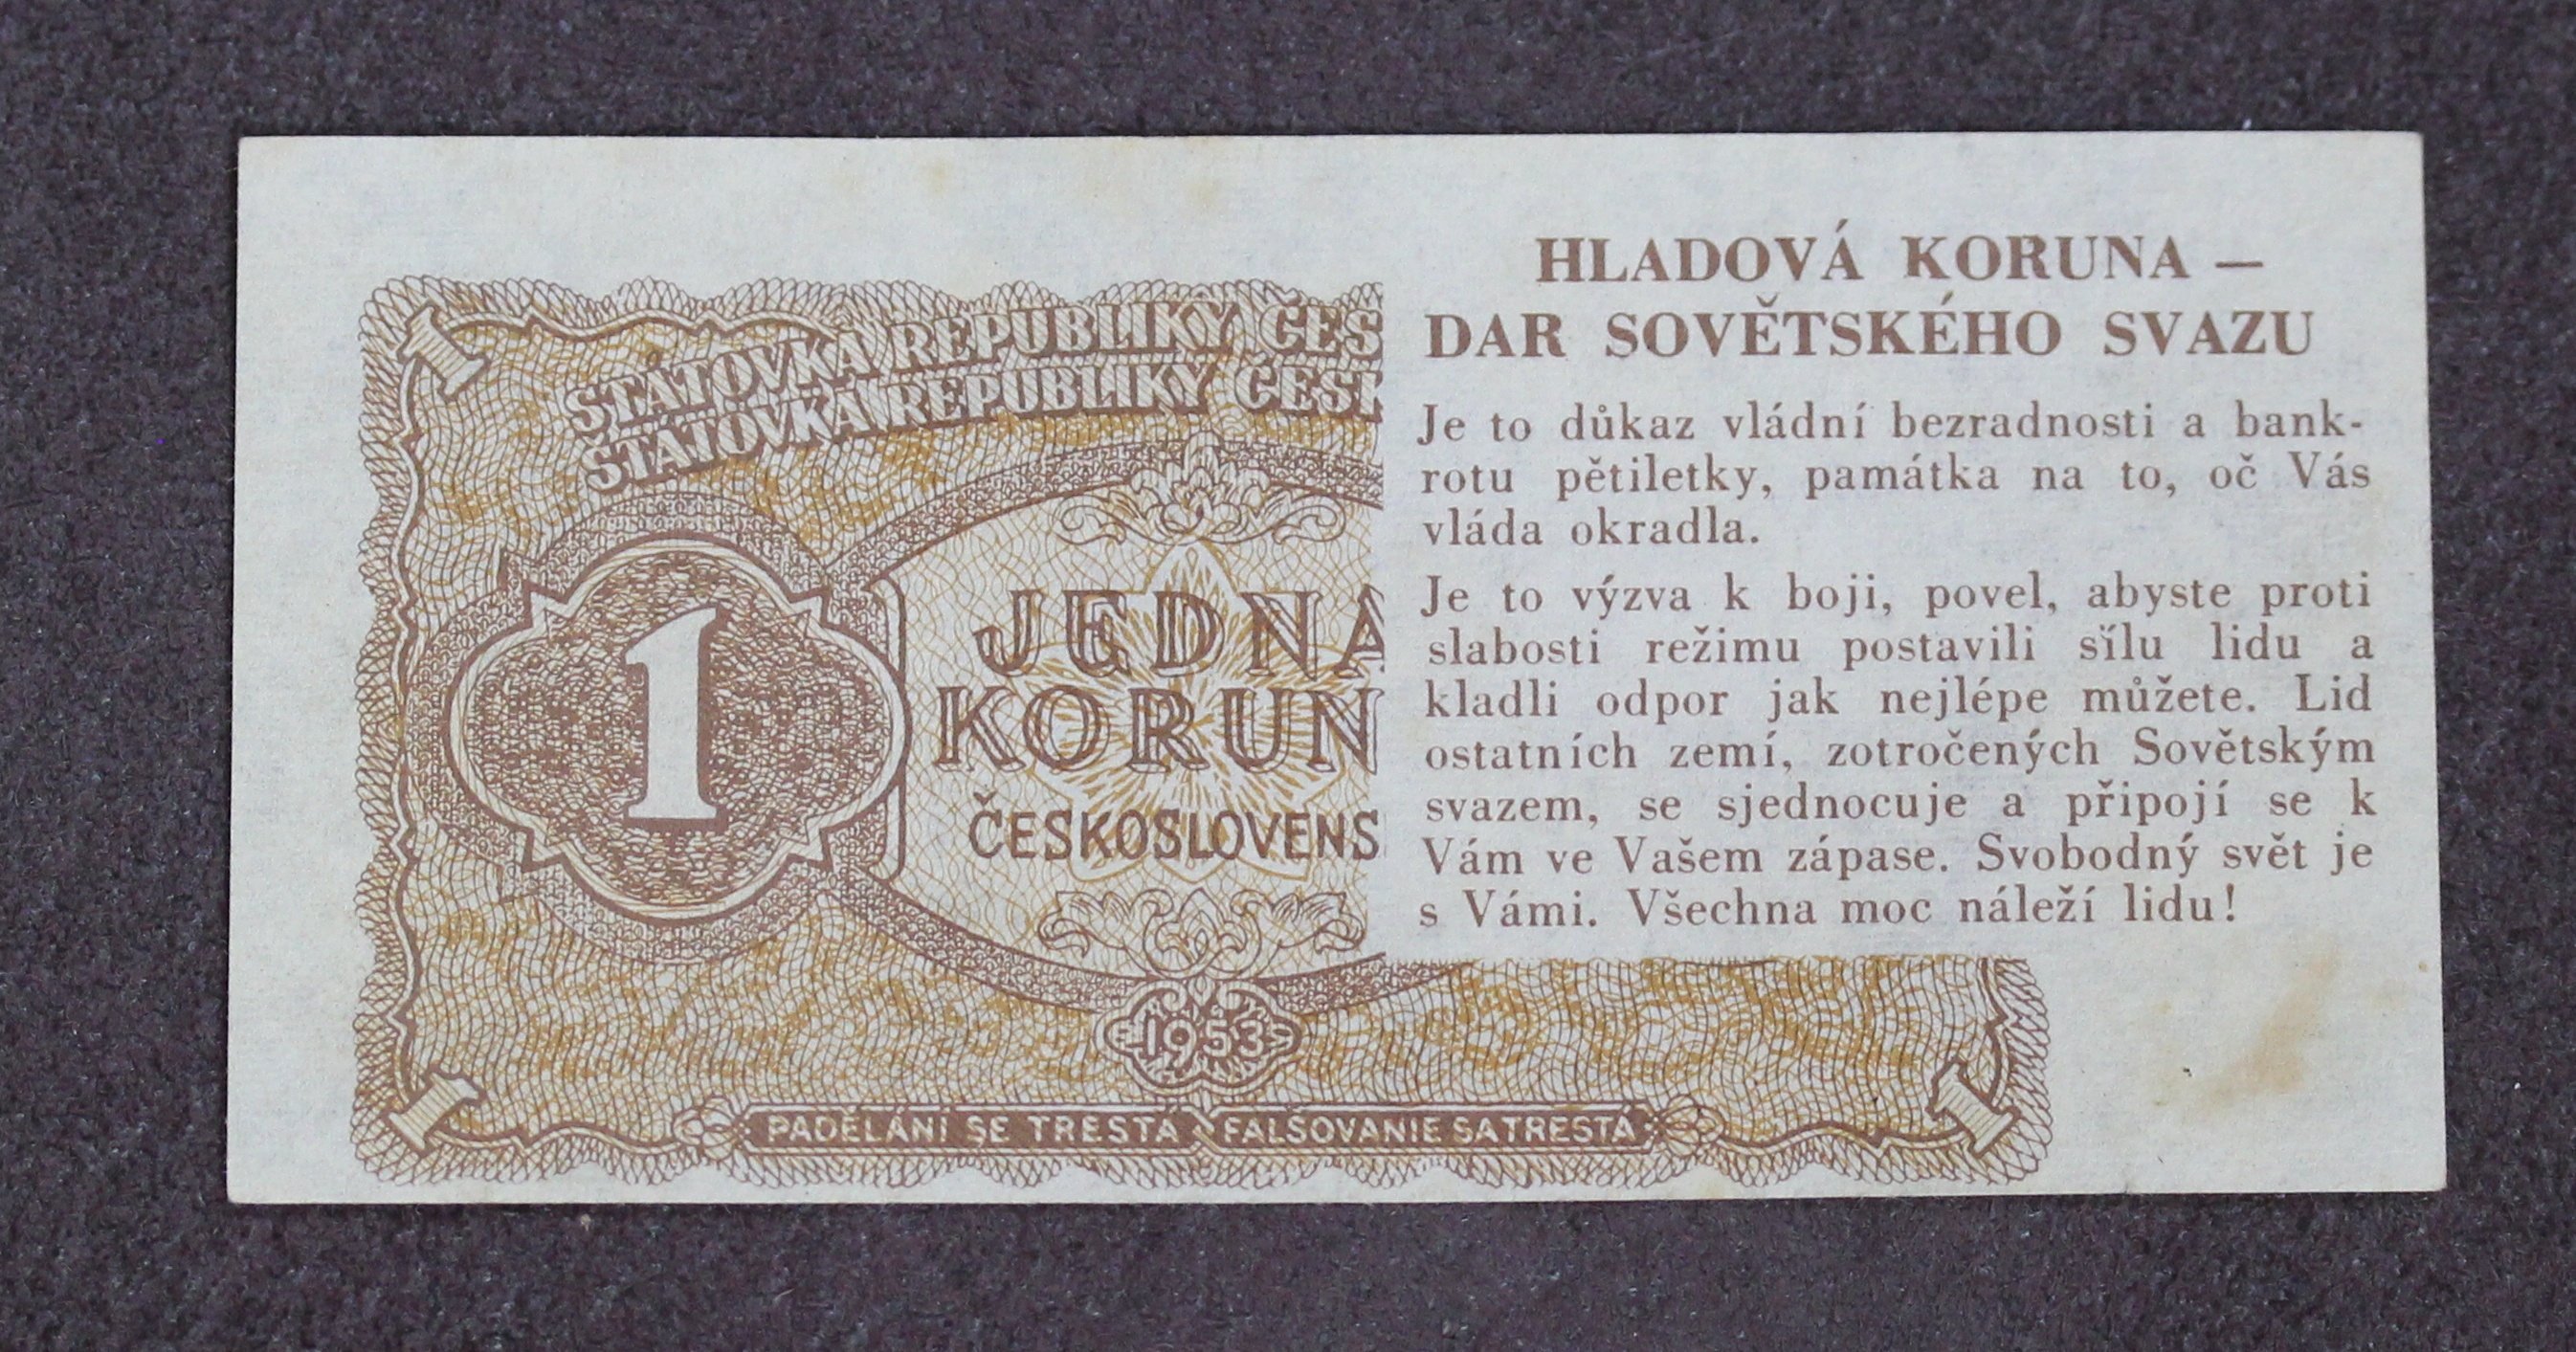 1
STÁTOVKA REPUBLIKY ČES
ŠTÁTOVKA REPUBLIKY ČESK
1
JEDNA
KORUN
ČESKOSLOVENS
1953
1
1
PADĚLÁNÍ SE TRESTÁ FALŠOVANIE SA TRESTÁ
HLADOVÁ KORUNA –
DAR SOVĚTSKÉHO SVAZU
Je to důkaz vládní bezradnosti a bank-
rotu pětiletky, památka na to, oč Vás
vláda okradla.
Je to výzva k boji, povel, abyste proti
slabosti režimu postavili sílu lidu a
kladli odpor jak nejlépe můžete. Lid
ostatních zemí, zotročených Sovětským
svazem, se sjednocuje a připojí se k
Vám ve Vašem zápase. Svobodný svět je
s Vámi. Všechna moc náleží lidu!